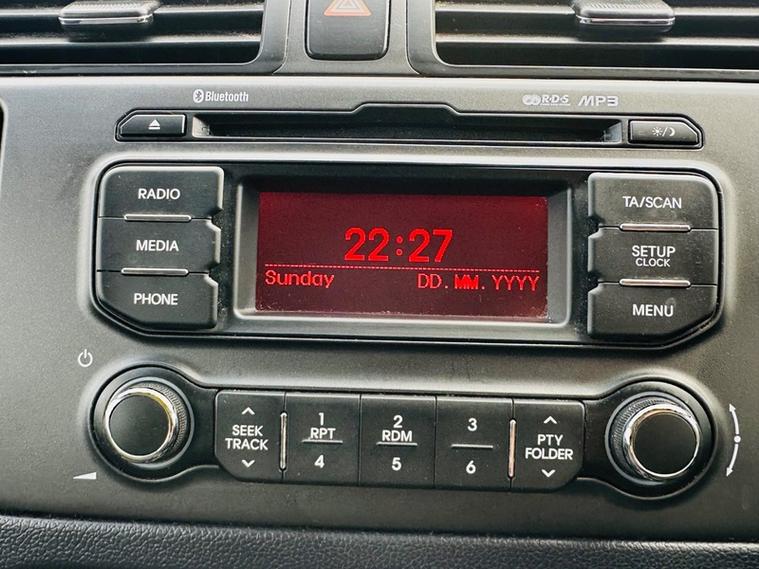 Bluetooth
R·D·S MP3
RADIO
MEDIA
PHONE
22:27
Sunday DD.MM.YYYY
TA/SCAN
SETUP
CLOCK
MENU
SEEK
TRACK
1
RPT
4
2
RDM
5
3
6
PTY
FOLDER